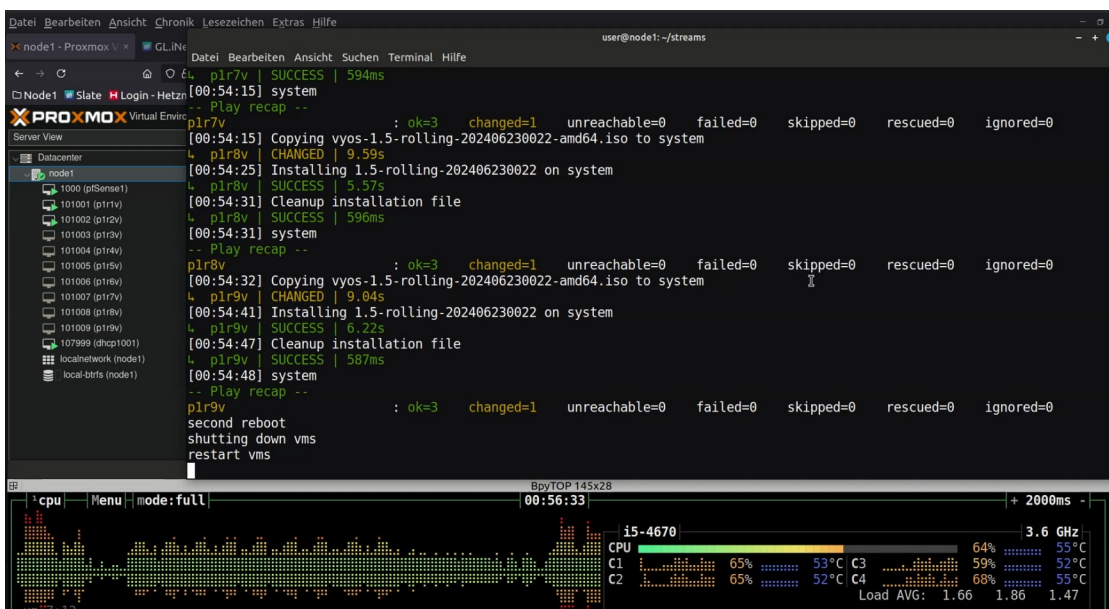 Datei Bearbeiten Ansicht Chronik Lesezeichen Extras Hilfe
node1 - Proxmox V × GL.iNe
user@node1: ~/streams
Datei Bearbeiten Ansicht Suchen Terminal Hilfe
Node1 Slate Login - Hetzn
PROXMOX Virtual Enviro
Server View
Datacenter
node1
1000 (pfSense1)
101001 (p1r1v)
101002 (p1r2v)
101003 (p1r3v)
101004 (p1r4v)
101005 (p1r5v)
101006 (p1r6v)
101007 (p1r7v)
101008 (p1r8v)
101009 (p1r9v)
107999 (dhcp1001)
localnetwork (node1)
local-btrfs (node1)
↳ p1r7v | SUCCESS | 594ms
[00:54:15] system
-- Play recap --
p1r7v : ok=3 changed=1 unreachable=0 failed=0 skipped=0 rescued=0 ignored=0
[00:54:15] Copying vyos-1.5-rolling-202406230022-amd64.iso to system
↳ p1r8v | CHANGED | 9.59s
[00:54:25] Installing 1.5-rolling-202406230022 on system
↳ p1r8v | SUCCESS | 5.57s
[00:54:31] Cleanup installation file
↳ p1r8v | SUCCESS | 596ms
[00:54:31] system
-- Play recap --
p1r8v : ok=3 changed=1 unreachable=0 failed=0 skipped=0 rescued=0 ignored=0
[00:54:32] Copying vyos-1.5-rolling-202406230022-amd64.iso to system
↳ p1r9v | CHANGED | 9.04s
[00:54:41] Installing 1.5-rolling-202406230022 on system
↳ p1r9v | SUCCESS | 6.22s
[00:54:47] Cleanup installation file
↳ p1r9v | SUCCESS | 587ms
[00:54:48] system
-- Play recap --
p1r9v : ok=3 changed=1 unreachable=0 failed=0 skipped=0 rescued=0 ignored=0
second reboot
shutting down vms
restart vms
BpyTOP 145x28
¹cpu Menu mode:full 00:56:33 + 2000ms -
i5-4670 3.6 GHz
CPU 64% 55°C
C1 65% 53°C C3 59% 52°C
C2 65% 52°C C4 68% 55°C
Load AVG: 1.66 1.86 1.47